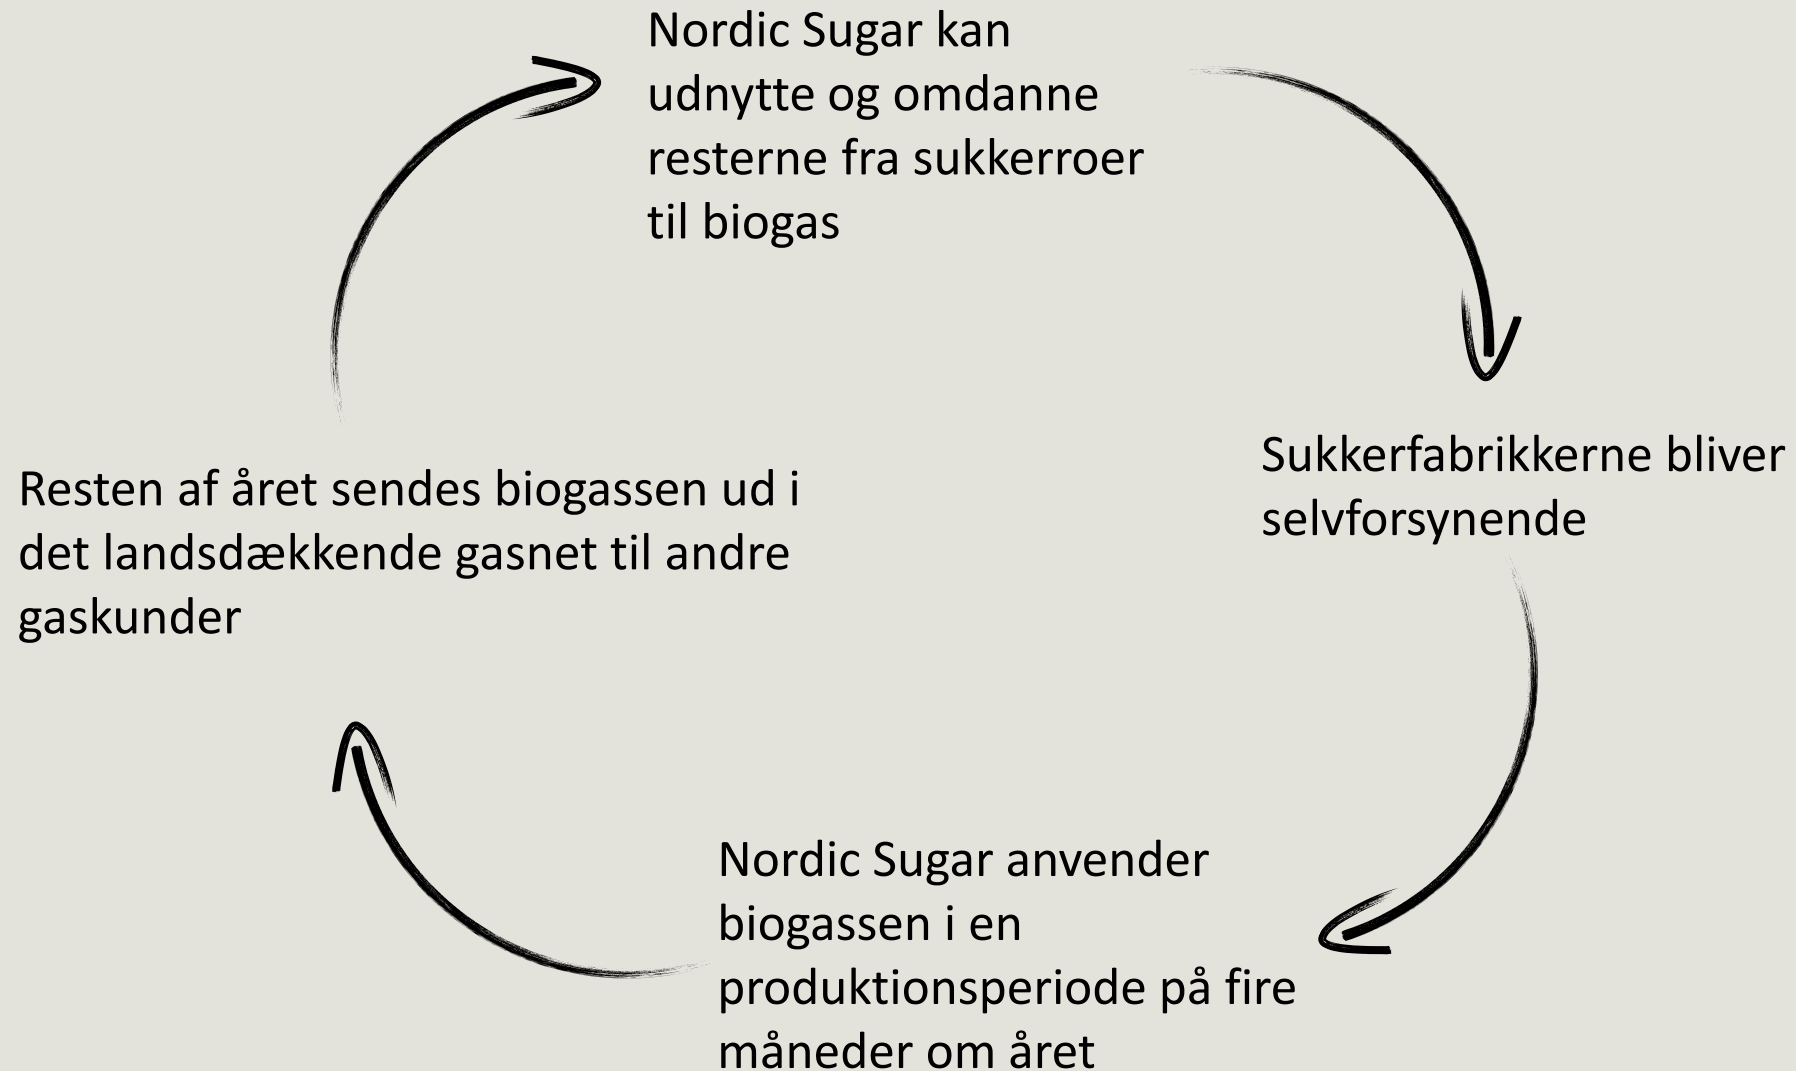 Nordic Sugar kan
udnytte og omdanne
resterne fra sukkerroer
til biogas
Sukkerfabrikkerne bliver
selvforsynende
Nordic Sugar anvender
biogassen i en
produktionsperiode på fire
måneder om året
Resten af året sendes biogassen ud i
det landsdækkende gasnet til andre
gaskunder